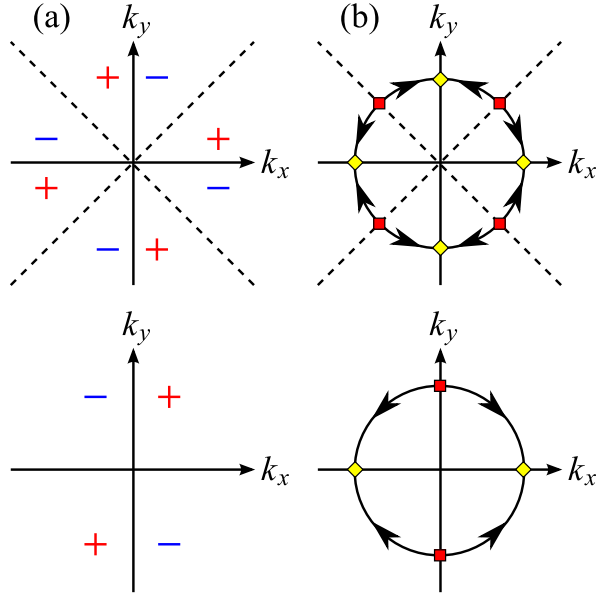 (a) k_y (b) k_y
+ − 
− + 
k_x k_x
+ −
− +
k_y k_y
− +
k_x k_x
+ −